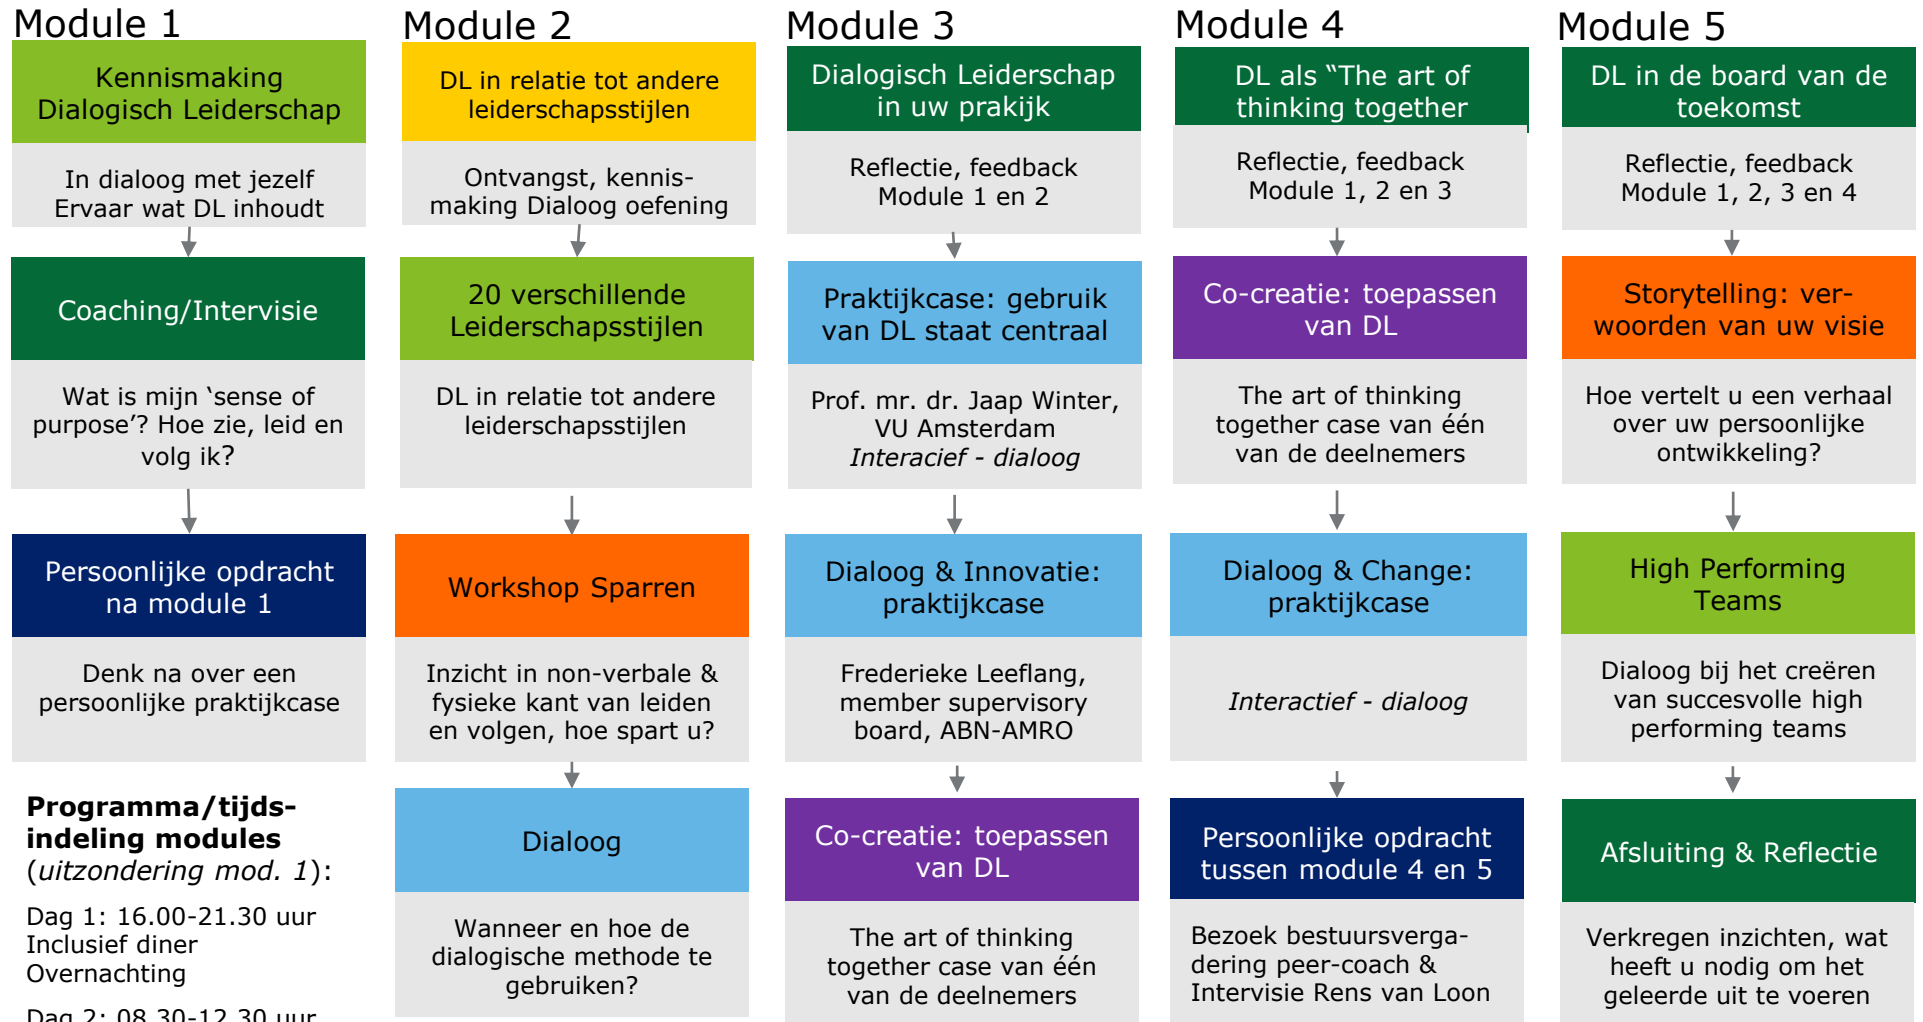 Module 1
Kennismaking
Dialogisch Leiderschap
In dialoog met jezelf
Ervaar wat DL inhoudt
Coaching/Intervisie
Wat is mijn ‘sense of
purpose’? Hoe zie, leid en
volg ik?
Persoonlijke opdracht
na module 1
Denk na over een
persoonlijke praktijkcase
Programma/tijds-
indeling modules
(uitzondering mod. 1):
Dag 1: 16.00-21.30 uur
Inclusief diner
Overnachting
Dag 2: 08.30-12.30 uur
Module 2
DL in relatie tot andere
leiderschapsstijlen
Ontvangst, kennis-
making Dialoog oefening
20 verschillende
Leiderschapsstijlen
DL in relatie tot andere
leiderschapsstijlen
Workshop Sparren
Inzicht in non-verbale &
fysieke kant van leiden
en volgen, hoe spart u?
Dialoog
Wanneer en hoe de
dialogische methode te
gebruiken?
Module 3
Dialogisch Leiderschap
in uw prakijk
Reflectie, feedback
Module 1 en 2
Praktijkcase: gebruik
van DL staat centraal
Prof. mr. dr. Jaap Winter,
VU Amsterdam
Interacief - dialoog
Dialoog & Innovatie:
praktijkcase
Frederieke Leeflang,
member supervisory
board, ABN-AMRO
Co-creatie: toepassen
van DL
The art of thinking
together case van één
van de deelnemers
Module 4
DL als “The art of
thinking together
Reflectie, feedback
Module 1, 2 en 3
Co-creatie: toepassen
van DL
The art of thinking
together case van één
van de deelnemers
Dialoog & Change:
praktijkcase
Interactief - dialoog
Persoonlijke opdracht
tussen module 4 en 5
Bezoek bestuursverga-
dering peer-coach &
Intervisie Rens van Loon
Module 5
DL in de board van de
toekomst
Reflectie, feedback
Module 1, 2, 3 en 4
Storytelling: ver-
woorden van uw visie
Hoe vertelt u een verhaal
over uw persoonlijke
ontwikkeling?
High Performing
Teams
Dialoog bij het creëren
van succesvolle high
performing teams
Afsluiting & Reflectie
Verkregen inzichten, wat
heeft u nodig om het
geleerde uit te voeren